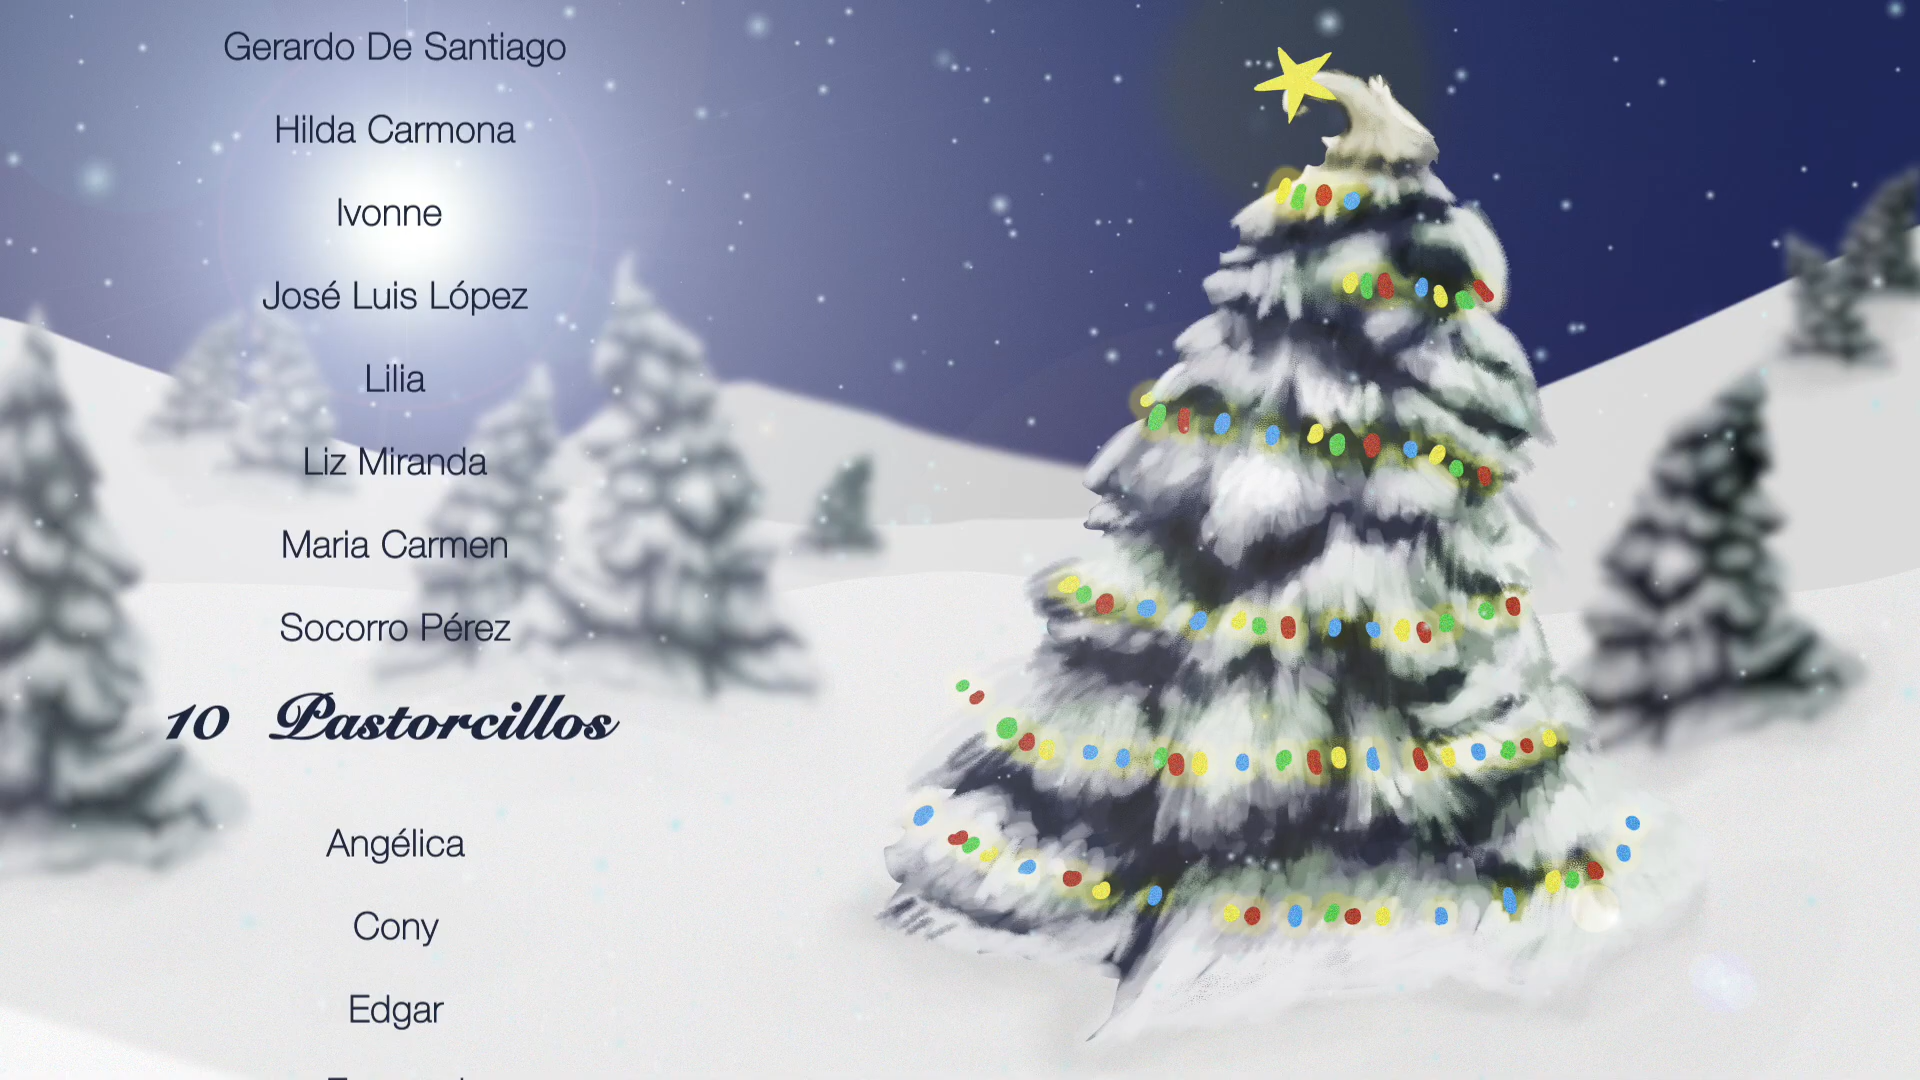 Gerardo De Santiago
Hilda Carmona
Ivonne
José Luis López
Lilia
Liz Miranda
Maria Carmen
Socorro Pérez
10 Pastorcillos
Angélica
Cony
Edgar